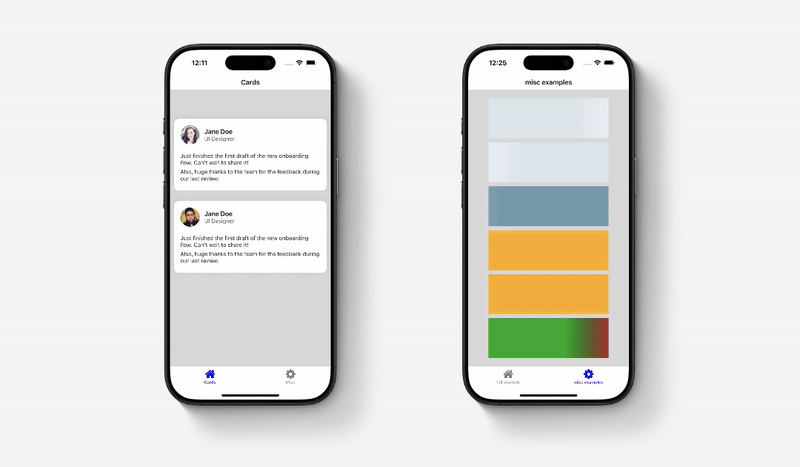 12:11
Cards
Jane Doe
UI Designer
Just finished the first draft of the new onboarding
flow. Can't wait to share it!
Also, huge thanks to the team for the feedback during
our last review.
Jane Doe
UI Designer
Just finished the first draft of the new onboarding
flow. Can't wait to share it!
Also, huge thanks to the team for the feedback during
our last review.
Cards
Misc
12:25
misc examples
misc examples